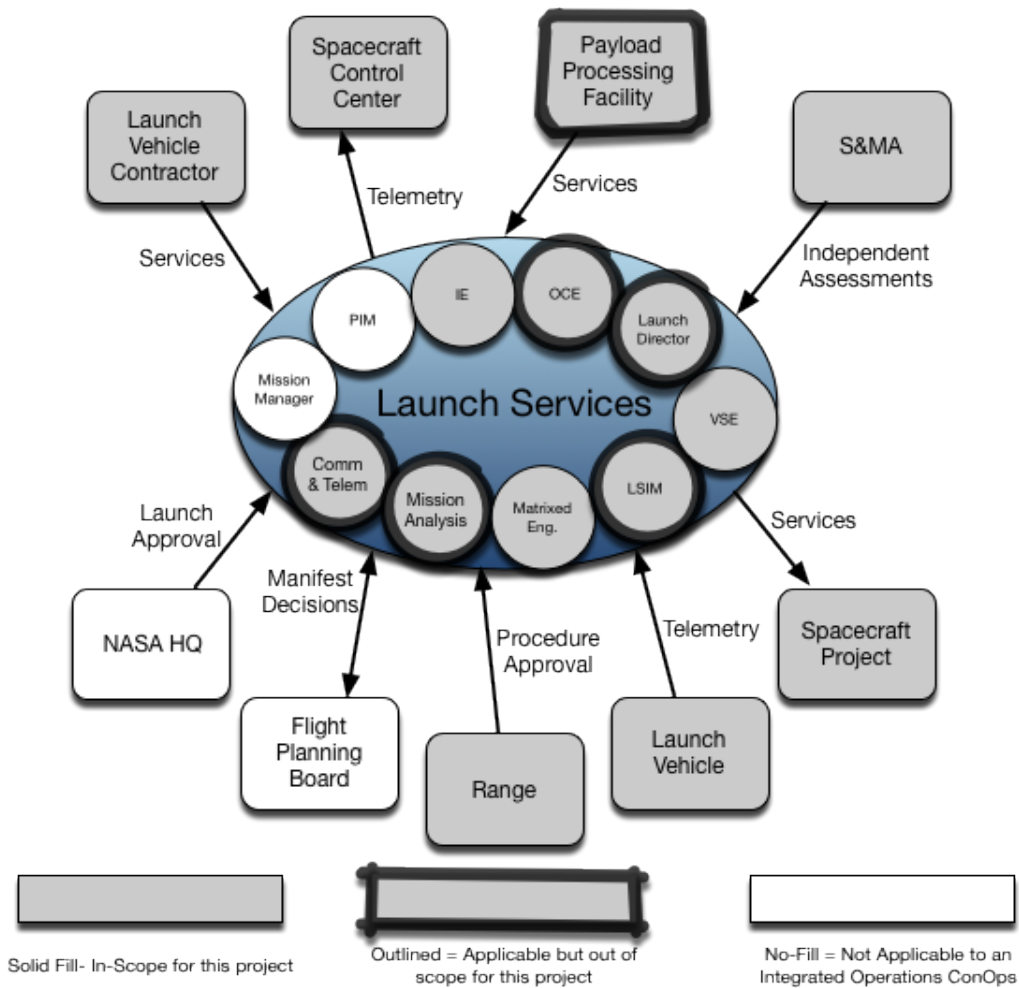 Spacecraft
Control
Center
Payload
Processing
Facility
Launch
Vehicle
Contractor
S&MA
Telemetry
Services
Services
Independent
Assessments
IE
OCE
PIM
Launch
Director
Mission
Manager
Launch Services
VSE
Comm
& Telem
Mission
Analysis
Matrixed
Eng.
LSIM
Launch
Approval
Services
Manifest
Decisions
NASA HQ
Procedure
Approval
Telemetry
Spacecraft
Project
Flight
Planning
Board
Range
Launch
Vehicle
Solid Fill- In-Scope for this project
Outlined = Applicable but out of
scope for this project
No-Fill = Not Applicable to an
Integrated Operations ConOps